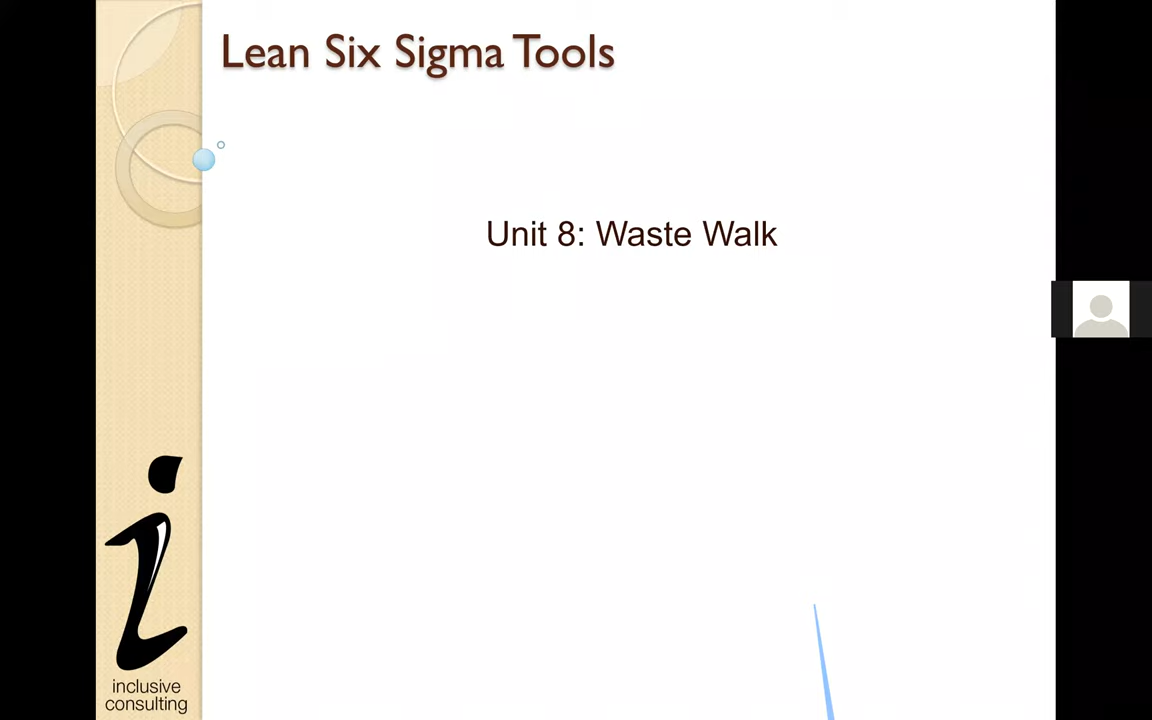 Lean Six Sigma Tools
Unit 8: Waste Walk
i
inclusive
consulting